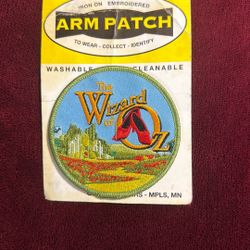 IRON ON EMBROIDERED
ARM PATCH
TO WEAR - COLLECT - IDENTIFY
WASHABLE CLEANABLE
The
Wizard
of
Oz
- MPLS, MN